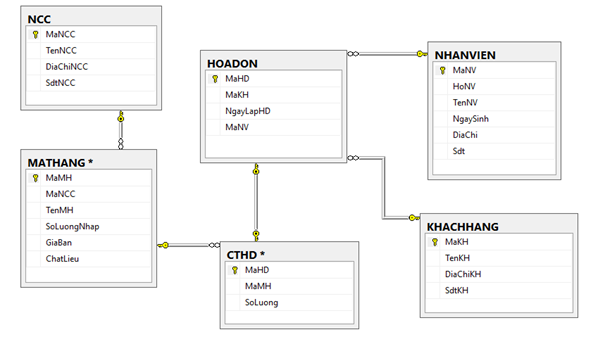 NCC
MaNCC
TenNCC
DiaChiNCC
SdtNCC
HOADON
MaHD
MaKH
NgayLapHD
MaNV
NHANVIEN
MaNV
HoNV
TenNV
NgaySinh
DiaChi
Sdt
MATHANG *
MaMH
MaNCC
TenMH
SoLuongNhap
GiaBan
ChatLieu
CTHD *
MaHD
MaMH
SoLuong
KHACHHANG
MaKH
TenKH
DiaChiKH
SdtKH